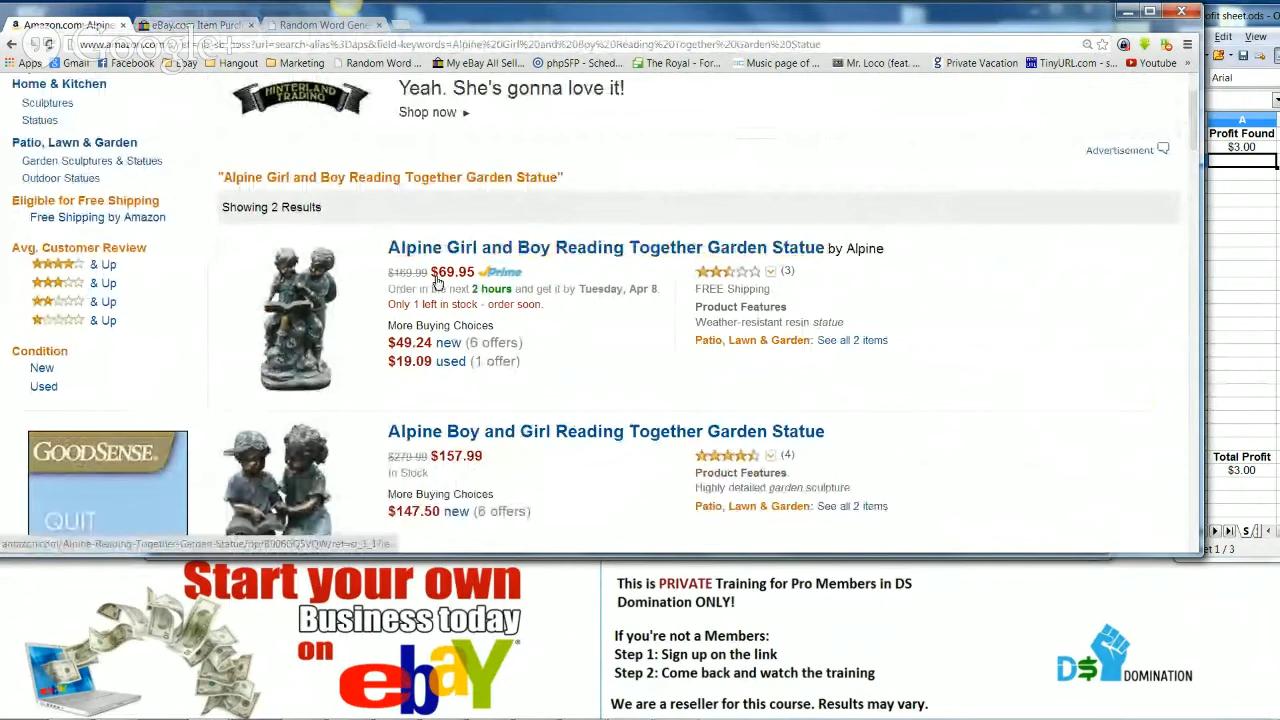 Amazon.com: Alpine
eBay.com Item Purch
Random Word Gene
Google+
Apps
Gmail
Facebook
Ebay
Hangout
Marketing
Random Word ...
My eBay All Sel...
phpSFP - Sched...
The Royal - For...
Music page of ...
Mr. Loco (feat. ...
Private Vacation
TinyURL.com - s...
Youtube
Edit View
Arial
A
Profit Found
$3.00
Total Profit
$3.00
1 / 3
Home & Kitchen
Sculptures
Statues
Patio, Lawn & Garden
Garden Sculptures & Statues
Outdoor Statues
Eligible for Free Shipping
Free Shipping by Amazon
Avg. Customer Review
& Up
& Up
& Up
& Up
Condition
New
Used
GOODSENSE
QUIT
HINTERLAND
TRADING
Yeah. She's gonna love it!
Shop now
Advertisement
"Alpine Girl and Boy Reading Together Garden Statue"
Showing 2 Results
Alpine Girl and Boy Reading Together Garden Statue by Alpine
$169.99 $69.95 Prime
Order in the next 2 hours and get it by Tuesday, Apr 8.
Only 1 left in stock - order soon.
More Buying Choices
$49.24 new (6 offers)
$19.09 used (1 offer)
(3)
FREE Shipping
Product Features
Weather-resistant resin statue
Patio, Lawn & Garden: See all 2 items
Alpine Boy and Girl Reading Together Garden Statue
$279.99 $157.99
In Stock
More Buying Choices
$147.50 new (6 offers)
(4)
Product Features
Highly detailed garden sculpture
Patio, Lawn & Garden: See all 2 items
Start your own
Business today
on
ebaY
This is PRIVATE Training for Pro Members in DS
Domination ONLY!
If you're not a Members:
Step 1: Sign up on the link
Step 2: Come back and watch the training
We are a reseller for this course. Results may vary.
D$ DOMINATION